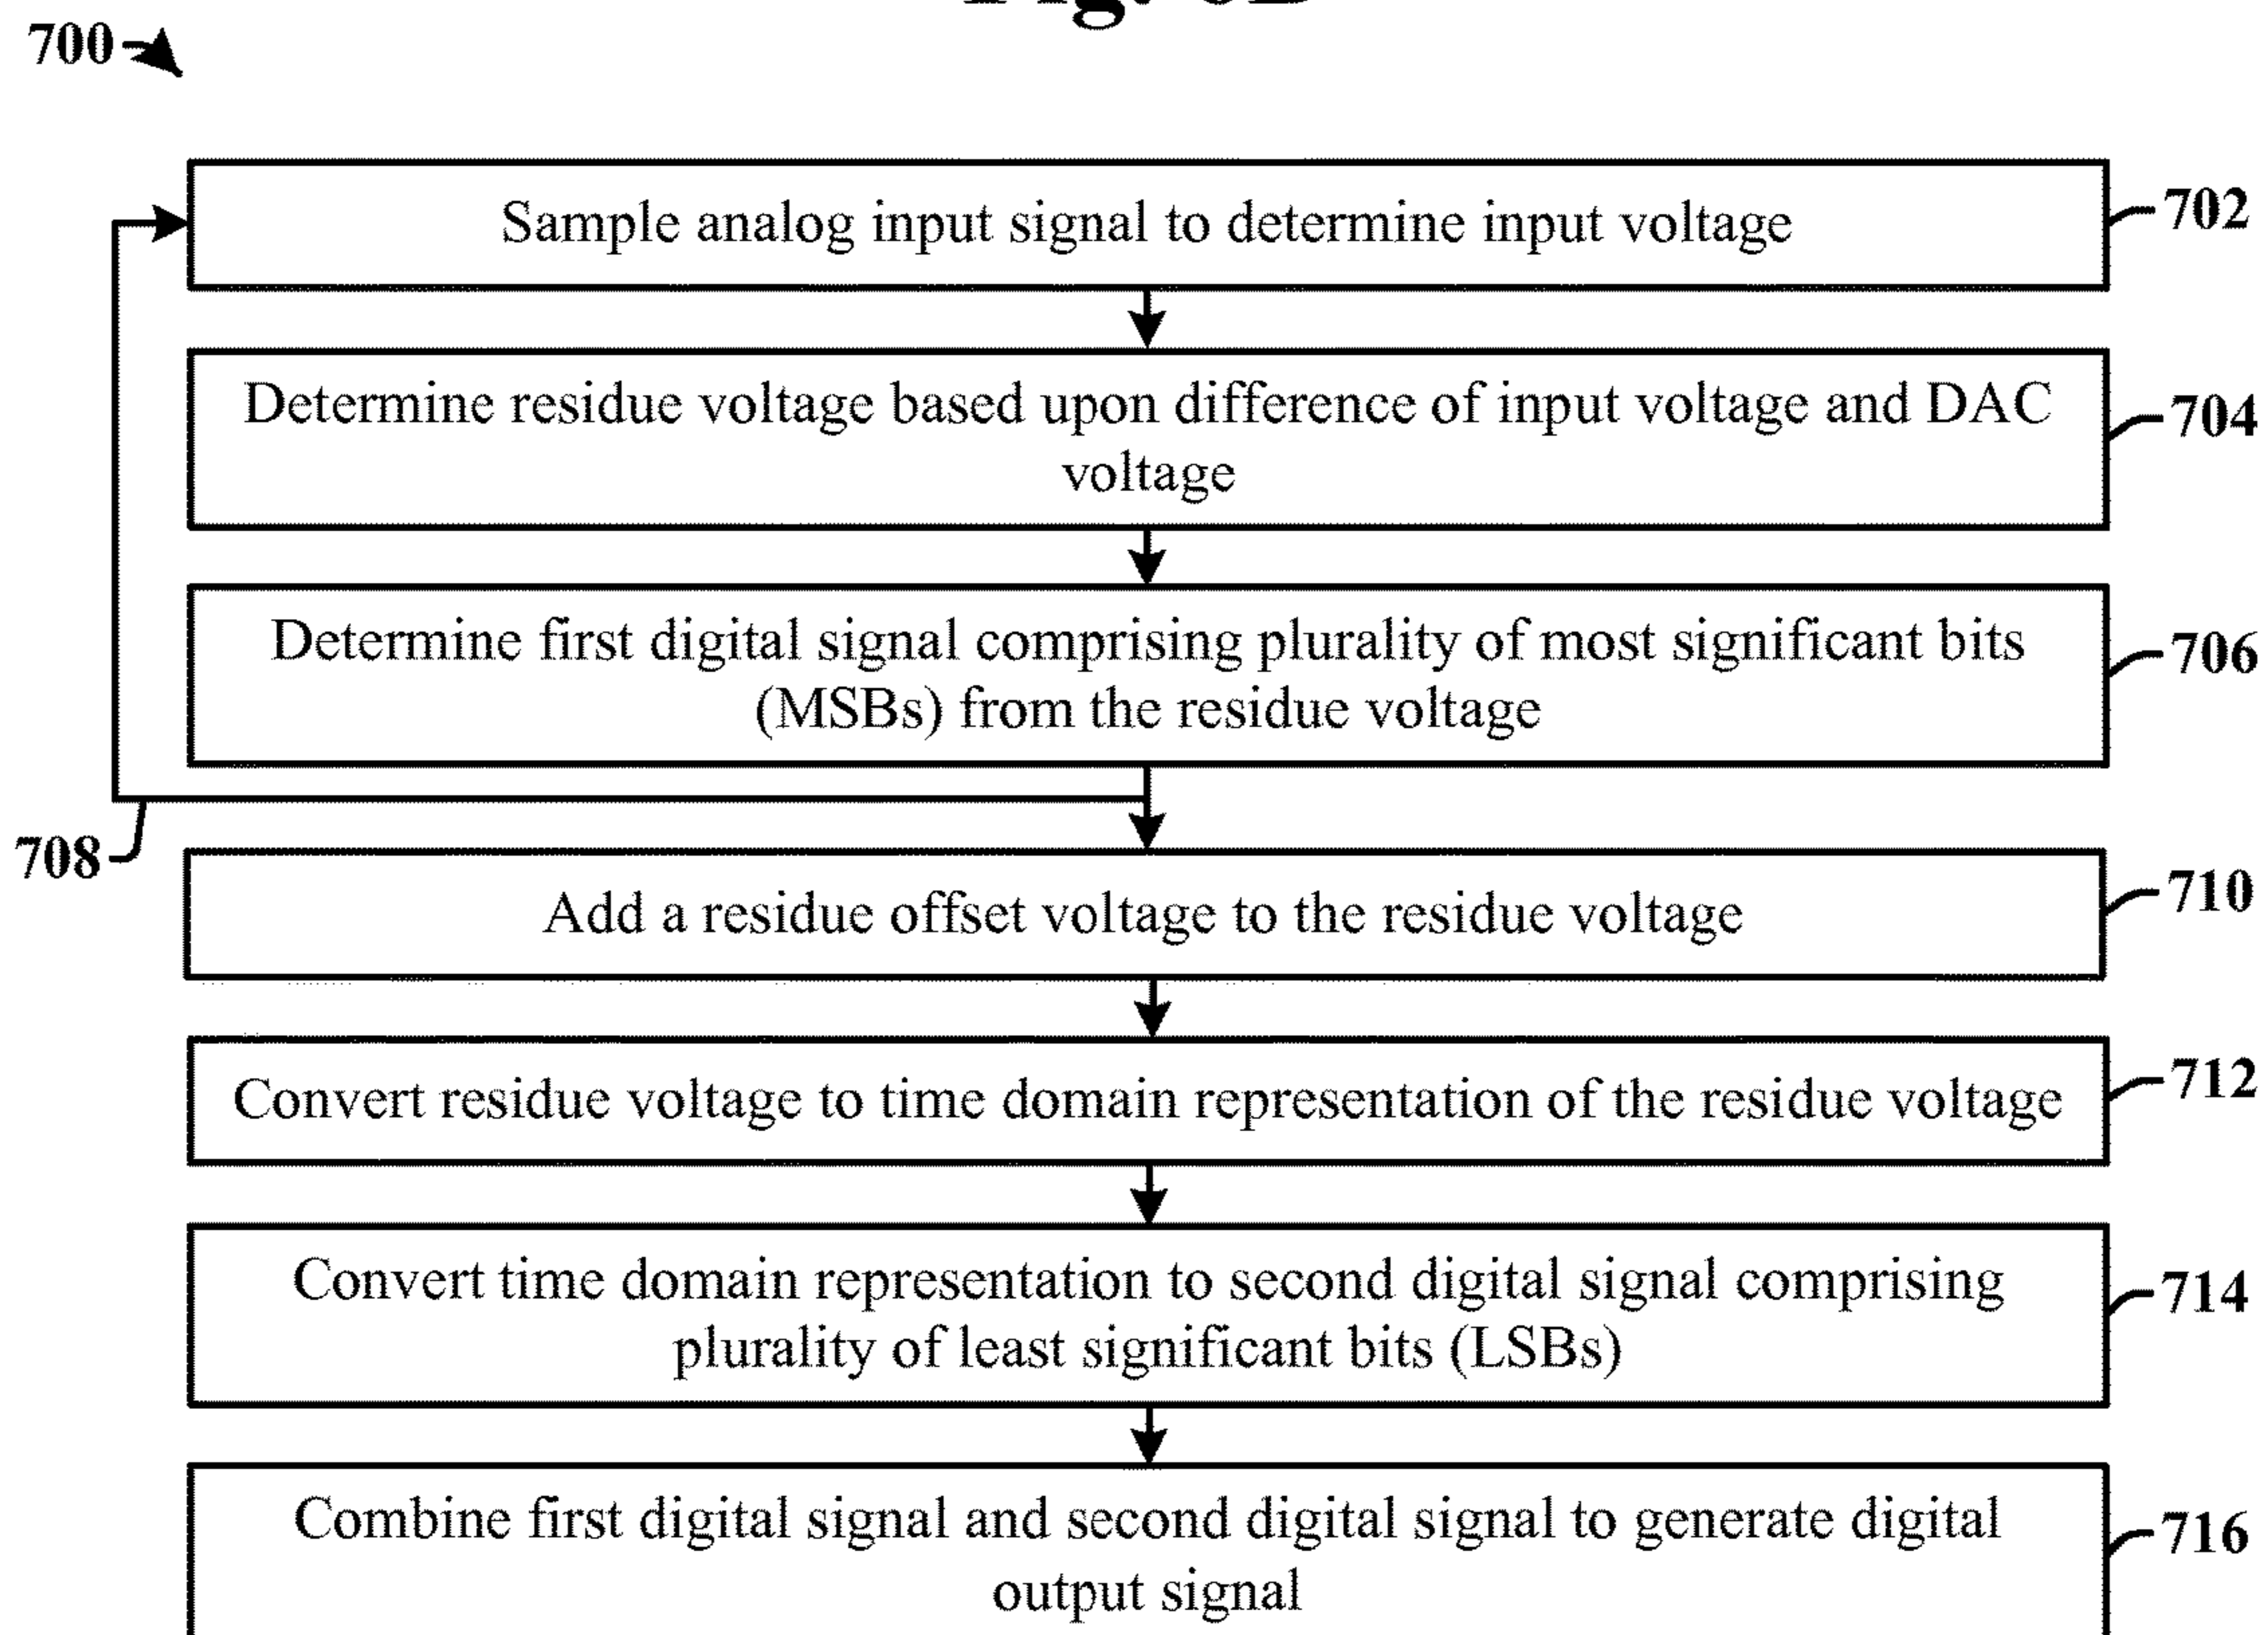 700
Sample analog input signal to determine input voltage
702
Determine residue voltage based upon difference of input voltage and DAC
voltage
704
Determine first digital signal comprising plurality of most significant bits
(MSBs) from the residue voltage
706
708
Add a residue offset voltage to the residue voltage
710
Convert residue voltage to time domain representation of the residue voltage
712
Convert time domain representation to second digital signal comprising
plurality of least significant bits (LSBs)
714
Combine first digital signal and second digital signal to generate digital
output signal
716